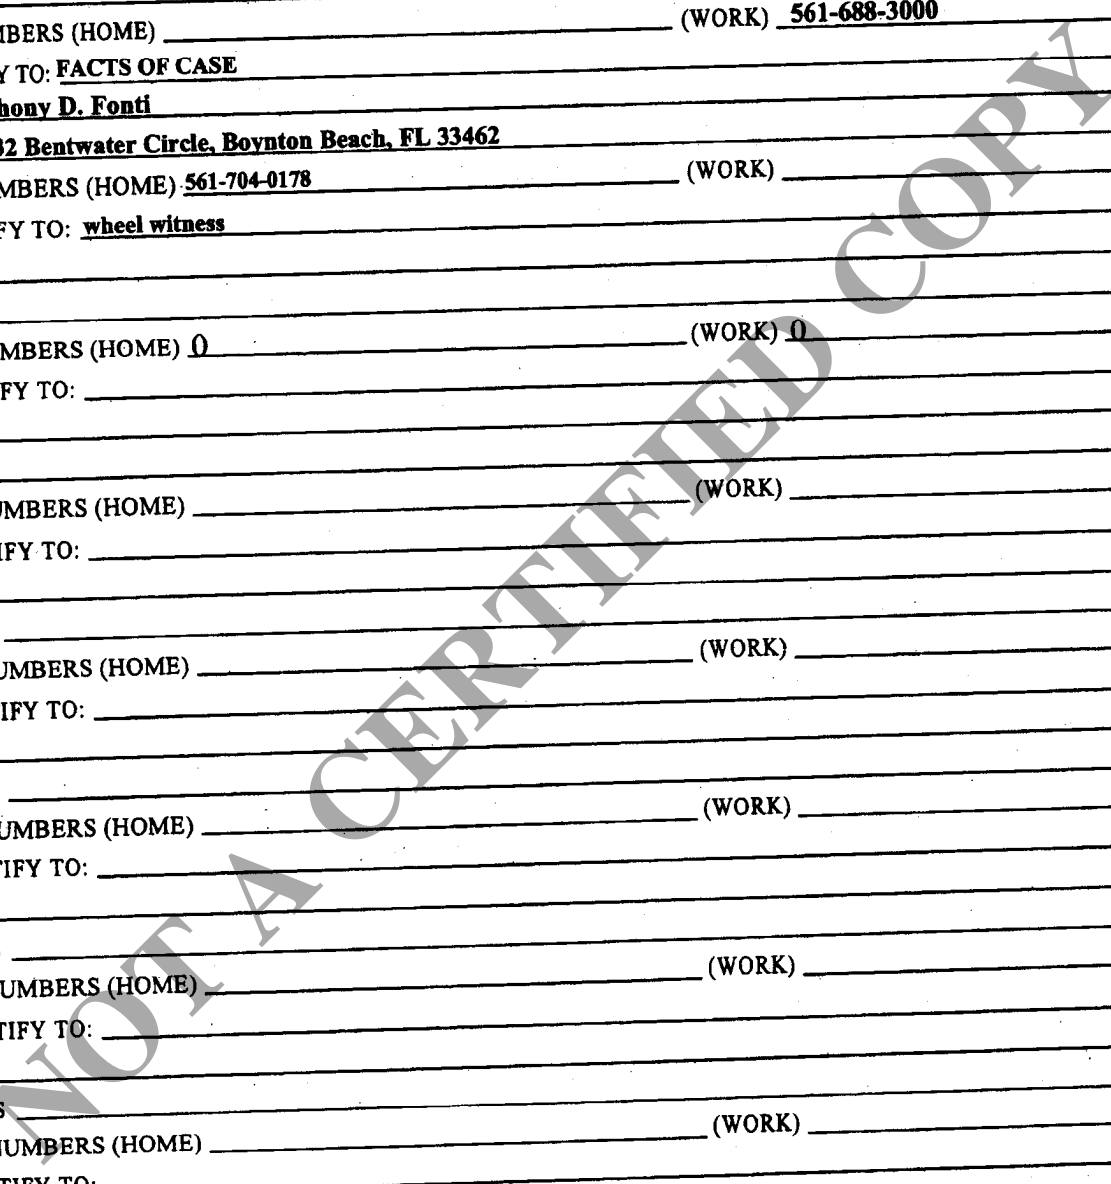 MBERS (HOME) (WORK) 561-688-3000
Y TO: FACTS OF CASE
hony D. Fonti
32 Bentwater Circle, Boynton Beach, FL 33462
MBERS (HOME) 561-704-0178 (WORK)
FY TO: wheel witness
MBERS (HOME) 0 (WORK) 0
FY TO:
UMBERS (HOME) (WORK)
IFY TO:
UMBERS (HOME) (WORK)
IFY TO:
UMBERS (HOME) (WORK)
TIFY TO:
UMBERS (HOME) (WORK)
TIFY TO:
S
NUMBERS (HOME) (WORK)
TIFY TO:
NOT A CERTIFIED COPY